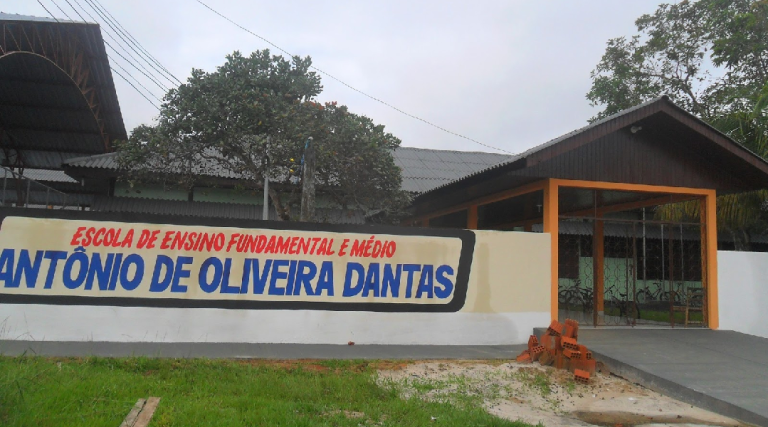 ESCOLA DE ENSINO FUNDAMENTAL E MÉDIO
ANTÔNIO DE OLIVEIRA DANTAS